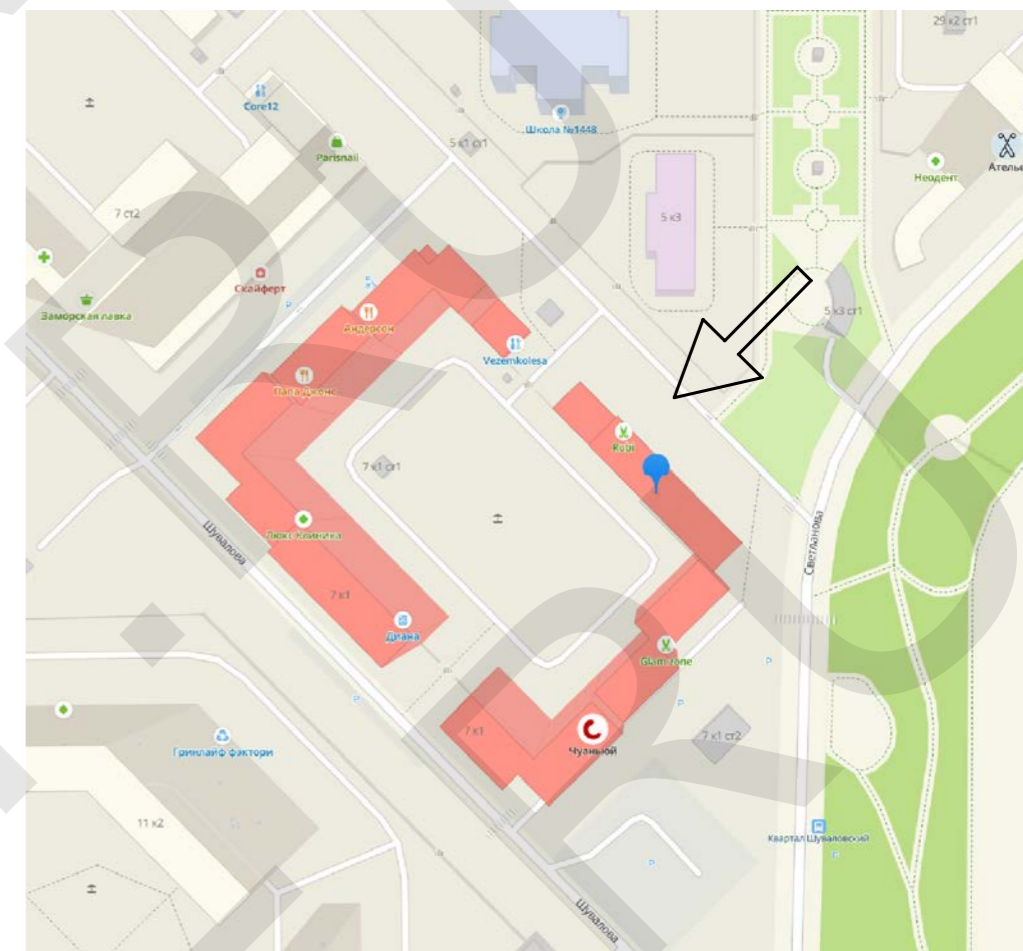 29 к2 ст1
Core12
Школа №1448
5 к1 ст1
Parisnail
Ателье
Неодент
7 ст2
5 к3
Скайферт
Заморская лавка
5 к3 ст1
Андерсон
Vezemkolesa
Папа Джонс
Rubi
7 к1 ст1
Шувалова
Люкс Клиника
Светланова
7 к1
Диана
Glam zone
7 к1
Чуаньюй
7 к1 ст2
Гринлайф фэктори
11 к2
Квартал Шуваловский
Шувалова